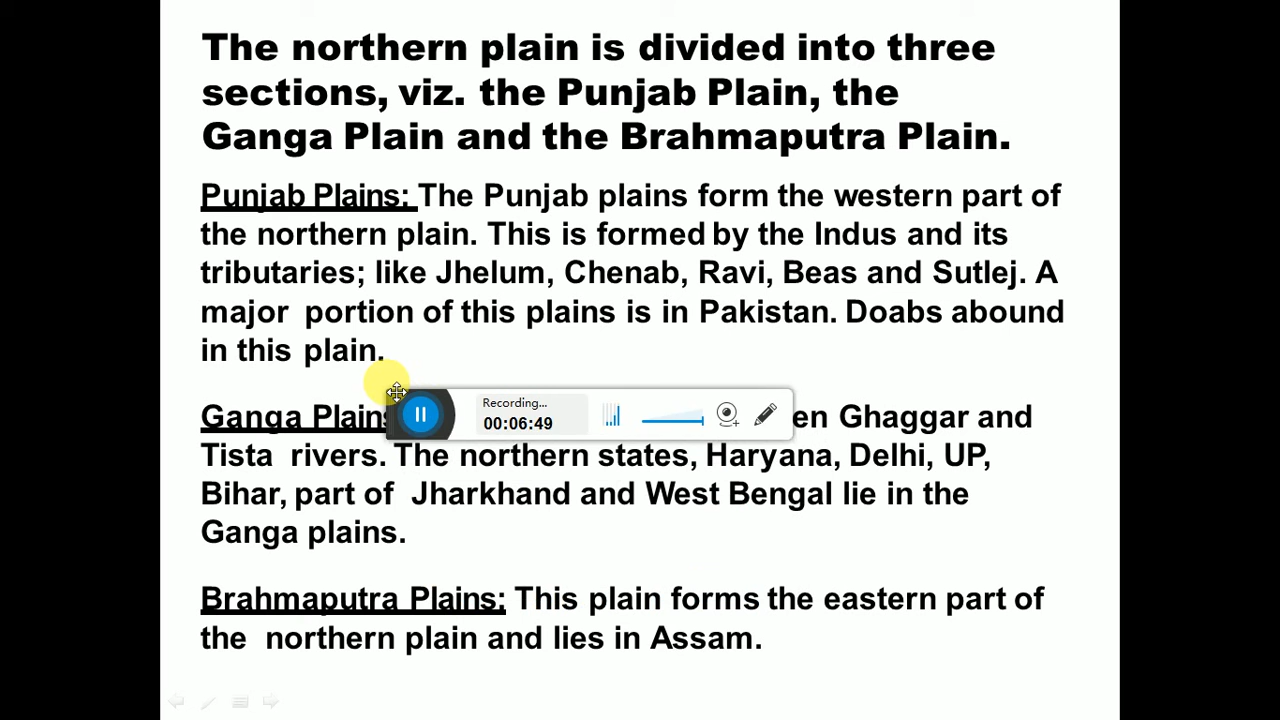 The northern plain is divided into three
sections, viz. the Punjab Plain, the
Ganga Plain and the Brahmaputra Plain.
Punjab Plains: The Punjab plains form the western part of
the northern plain. This is formed by the Indus and its
tributaries; like Jhelum, Chenab, Ravi, Beas and Sutlej. A
major portion of this plains is in Pakistan. Doabs abound
in this plain.
Recording...
00:06:49
Ganga Plains Ghaggar and
Tista rivers. The northern states, Haryana, Delhi, UP,
Bihar, part of Jharkhand and West Bengal lie in the
Ganga plains.
Brahmaputra Plains: This plain forms the eastern part of
the northern plain and lies in Assam.